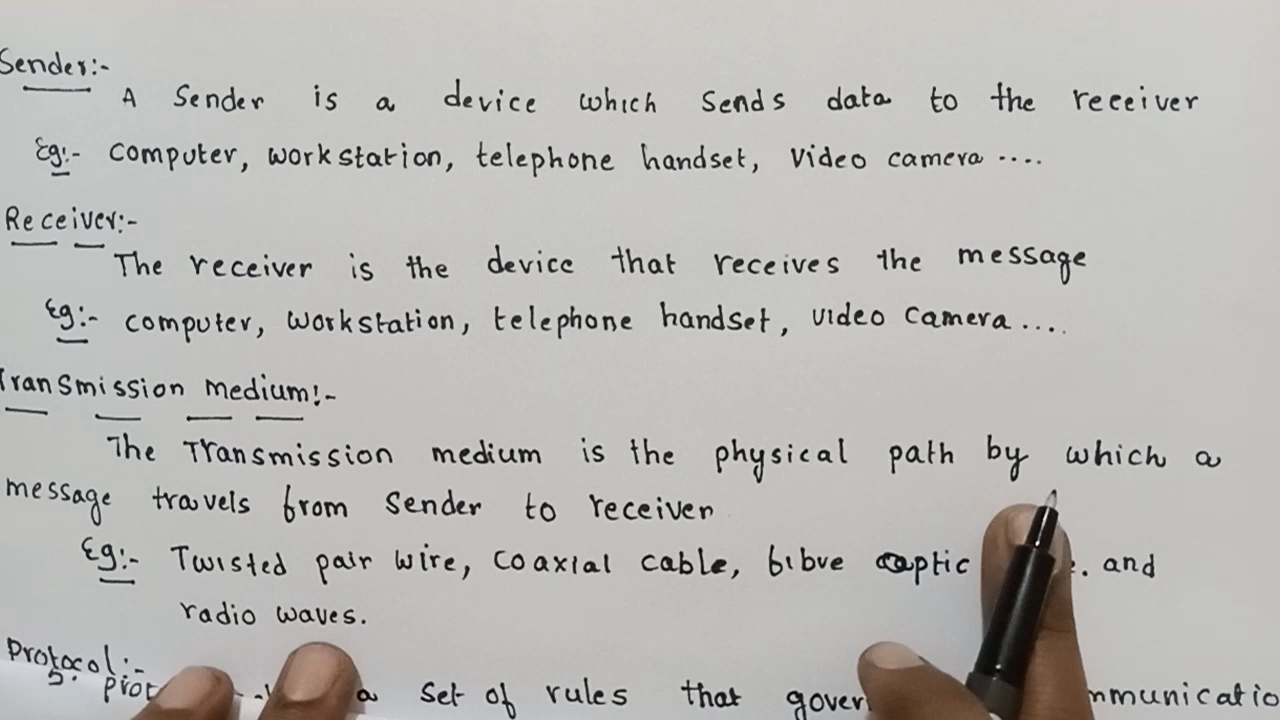 Sender:-
A Sender is a device which sends data to the receiver
Eg:- computer, workstation, telephone handset, video camera ....
Receiver:-
The receiver is the device that receives the message
Eg:- computer, workstation, telephone handset, video camera ....
Transmission medium:-
The Transmission medium is the physical path by which a
message travels from sender to receiver
Eg:- Twisted pair wire, coaxial cable, fibre optic and
radio waves.
Protocol:-
a set of rules that